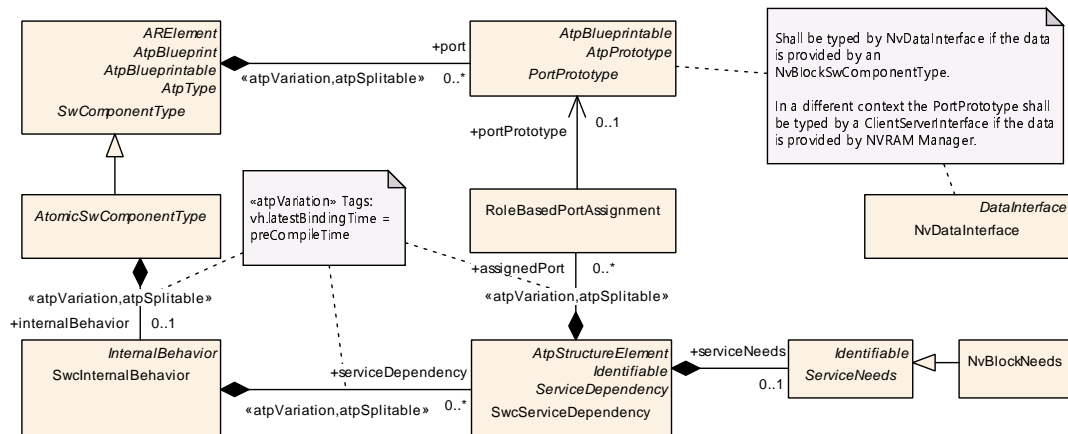 ARElement
AtpBlueprint
AtpBlueprintable
AtpType
SwComponentType
+port
«atpVariation,atpSplitable»
0..*
AtpBlueprintable
AtpPrototype
PortPrototype
Shall be typed by NvDataInterface if the data
is provided by an
NvBlockSwComponentType.
In a different context the PortPrototype shall
be typed by a ClientServerInterface if the data
is provided by NVRAM Manager.
+portPrototype
0..1
AtomicSwComponentType
«atpVariation» Tags:
vh.latestBindingTime =
preCompileTime
RoleBasedPortAssignment
DataInterface
NvDataInterface
+assignedPort
0..*
«atpVariation,atpSplitable»
«atpVariation,atpSplitable»
+internalBehavior
0..1
InternalBehavior
SwcInternalBehavior
+serviceDependency
«atpVariation,atpSplitable»
0..*
AtpStructureElement
Identifiable
ServiceDependency
SwcServiceDependency
+serviceNeeds
0..1
Identifiable
ServiceNeeds
NvBlockNeeds